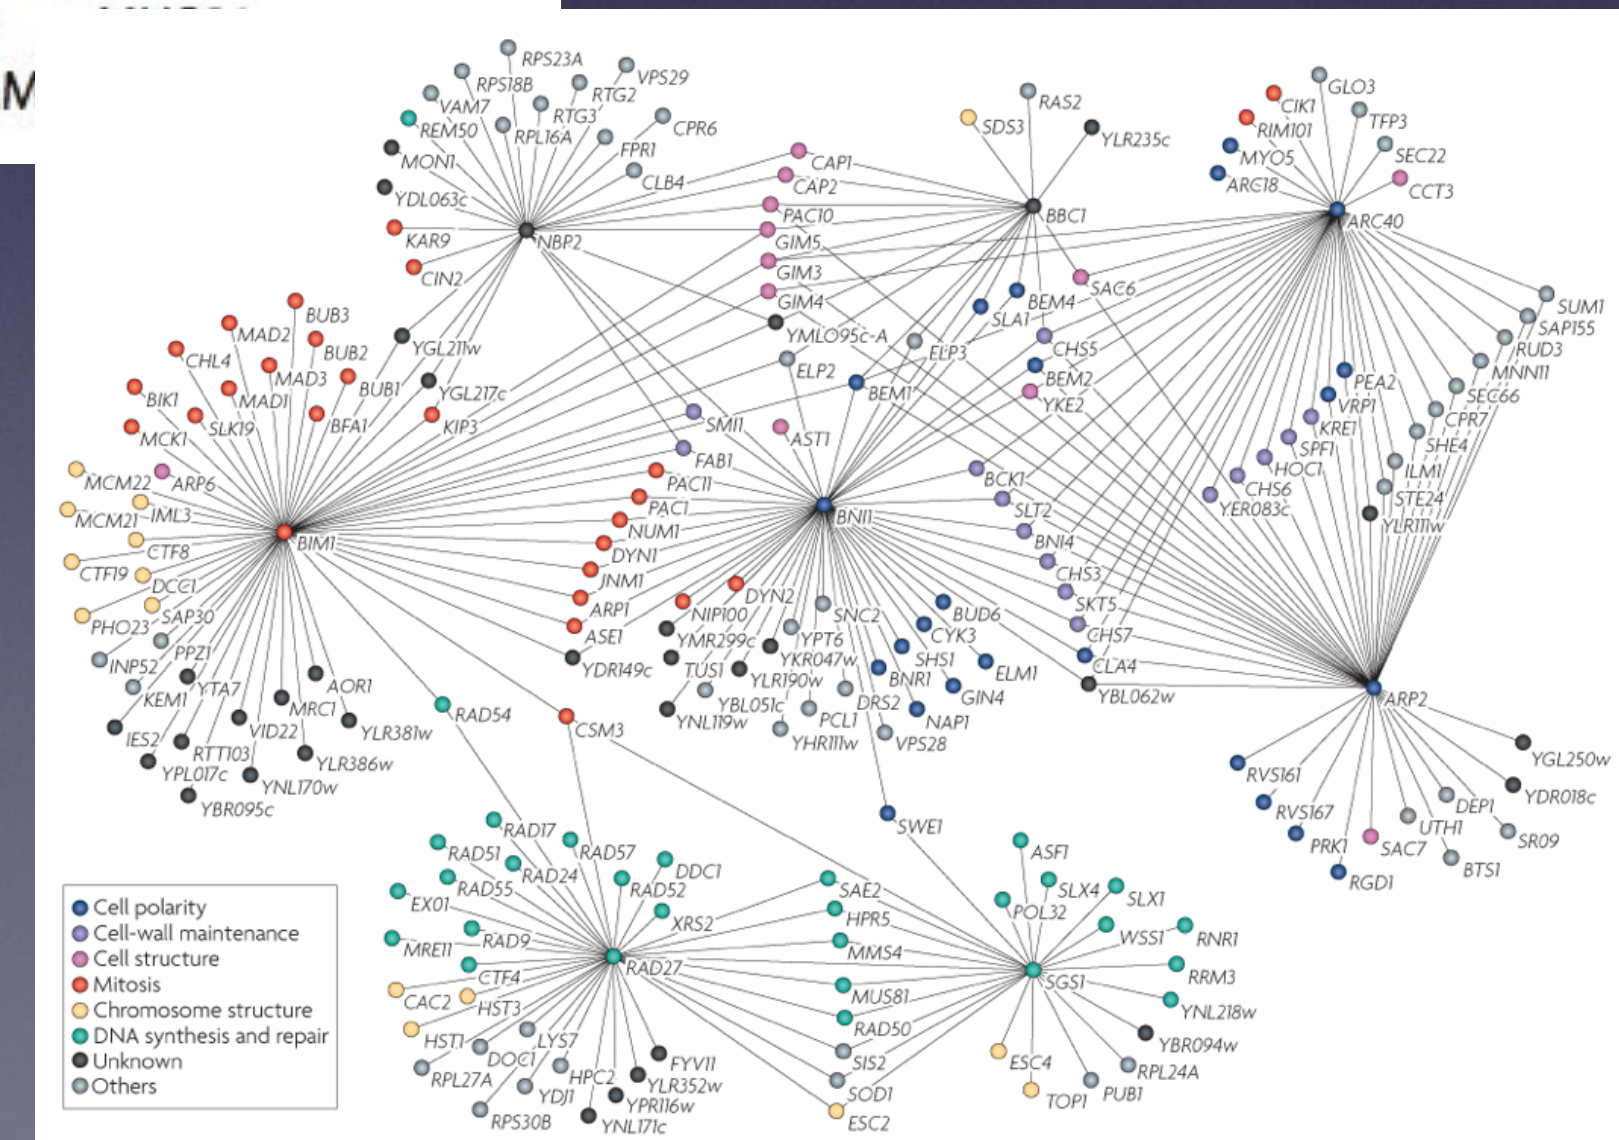 M
RPS23A
RPS18B
VPS29
RTG2
VAM7
RTG3
REM50
RPL16A
CPR6
FPR1
MON1
CLB4
YDL063c
KAR9
NBP2
CIN2
CAP1
CAP2
PAC10
GIM5
GIM3
GIM4
YMLO95c-A
RAS2
SDS3
YLR235c
BBC1
SAC6
BEM4
SLA1
ELP3
CHS5
ELP2
BEM2
BEM1
YKE2
GLO3
CIK1
TFP3
RIM101
SEC22
MYO5
ARC18
CCT3
ARC40
SUM1
SAP155
RUD3
MNN11
PEA2
SEC66
VRP1
CPR7
KRE1
SHE4
SPF1
ILM1
HOC1
STE24
CHS6
YER083c
YLR111w
BUB3
MAD2
BUB2
YGL211w
CHL4
MAD3
BUB1
YGL217c
BIK1
MAD1
SLK19
BFA1
KIP3
MCK1
MCM22
ARP6
MCM21
IML3
BIM1
CTF8
CTF19
DCC1
SAP30
PHO23
PPZ1
INP52
YTA7
AOR1
KEM1
MRC1
IES2
VID22
YLR381w
RTT103
YPL017c
YLR386w
YNL170w
YBR095c
SMI1
AST1
FAB1
PAC11
PAC1
NUM1
DYN1
JNM1
ARP1
ASE1
YDR149c
BNI1
BCK1
SLT2
BNI4
CHS3
SKT5
CHS7
CLA4
YBL062w
DYN2
NIP100
SNC2
BUD6
YMR299c
YPT6
CYK3
YKR047w
SHS1
TUS1
YLR190w
BNR1
ELM1
YBL051c
DRS2
GIN4
YNL119w
PCL1
NAP1
YHR111w
VPS28
RAD54
CSM3
SWE1
ARP2
YGL250w
RVS161
YDR018c
DEP1
RVS167
UTH1
SR09
PRK1
SAC7
BTS1
RGD1
RAD17
RAD51
RAD57
RAD24
DDC1
RAD55
RAD52
EX01
XRS2
RAD9
MRE11
RAD27
CTF4
CAC2
HST3
HST1
LYS7
DOC1
FYV11
RPL27A
HPC2
YLR352w
YDJ1
YPR116w
RPS30B
YNL171c
SAE2
HPR5
MMS4
MUS81
RAD50
SIS2
SOD1
ESC2
ASF1
SLX4
SLX1
POL32
WSS1
RNR1
RRM3
SGS1
YNL218w
YBR094w
ESC4
RPL24A
PUB1
TOP1
Cell polarity
Cell-wall maintenance
Cell structure
Mitosis
Chromosome structure
DNA synthesis and repair
Unknown
Others